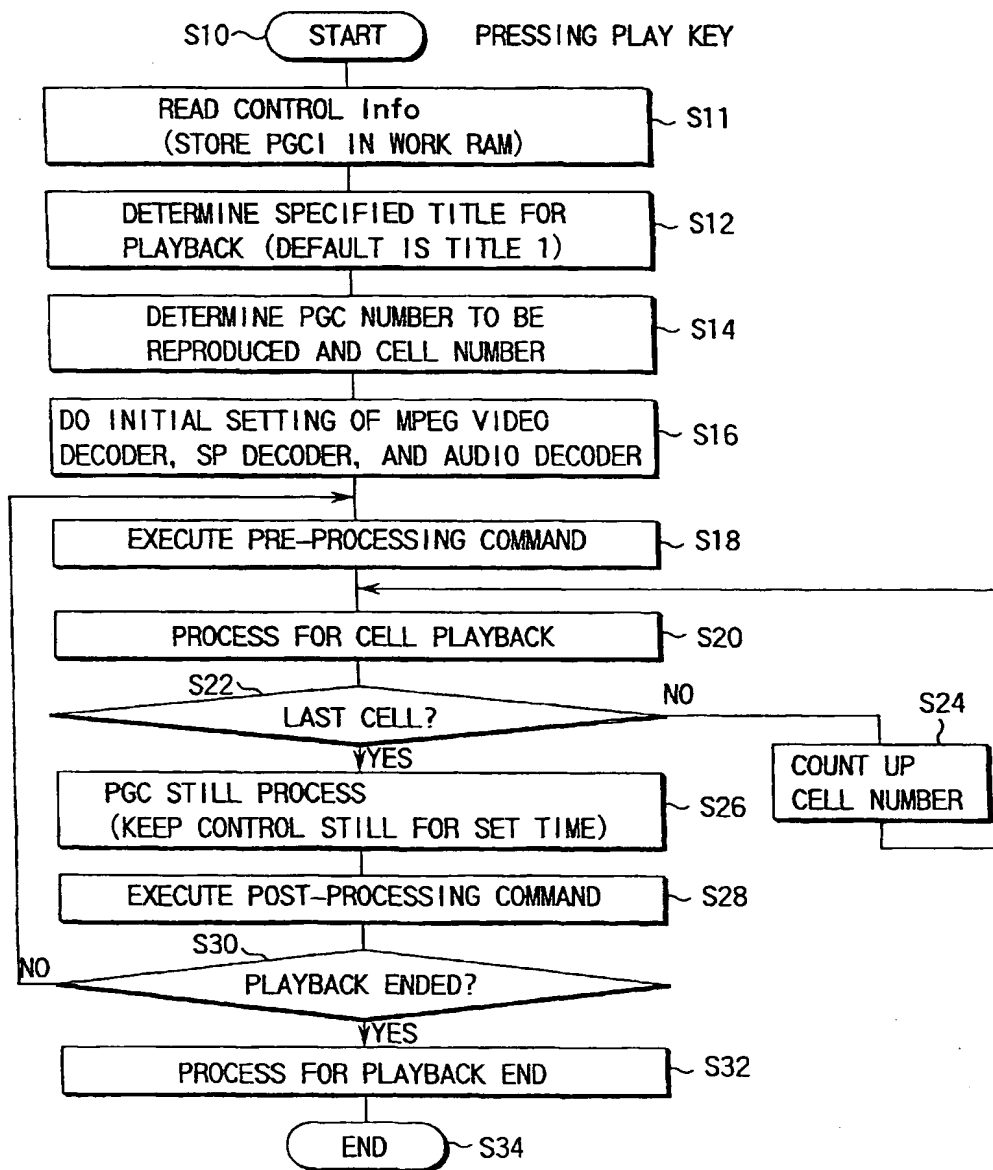 S10 START PRESSING PLAY KEY
READ CONTROL Info
(STORE PGCI IN WORK RAM)
S11
DETERMINE SPECIFIED TITLE FOR
PLAYBACK (DEFAULT IS TITLE 1)
S12
DETERMINE PGC NUMBER TO BE
REPRODUCED AND CELL NUMBER
S14
DO INITIAL SETTING OF MPEG VIDEO
DECODER, SP DECODER, AND AUDIO DECODER
S16
EXECUTE PRE-PROCESSING COMMAND
S18
PROCESS FOR CELL PLAYBACK
S20
S22
LAST CELL?
NO
YES
S24
COUNT UP
CELL NUMBER
PGC STILL PROCESS
(KEEP CONTROL STILL FOR SET TIME)
S26
EXECUTE POST-PROCESSING COMMAND
S28
S30
NO
PLAYBACK ENDED?
YES
PROCESS FOR PLAYBACK END
S32
END
S34